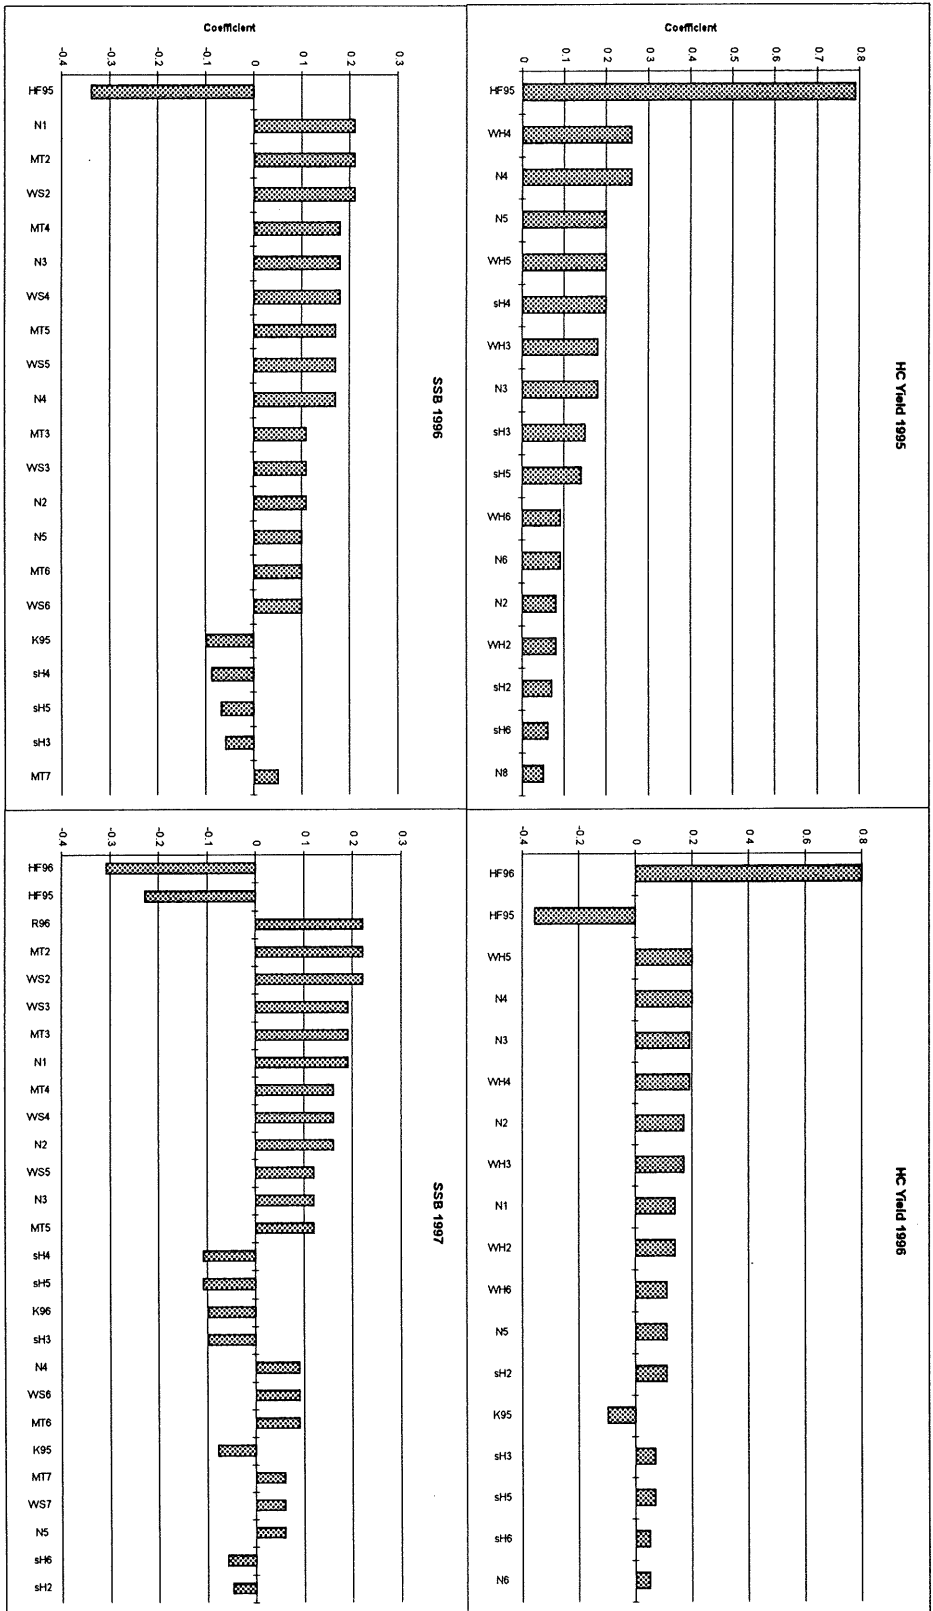 HC Yield 1995
Coefficient
0.8
0.7
0.6
0.5
0.4
0.3
0.2
0.1
0
HF95
WH4
N4
N5
WH5
sH4
WH3
N3
sH3
sH5
WH6
N6
N2
WH2
sH2
sH6
N8
HC Yield 1996
0.8
0.6
0.4
0.2
0
-0.2
-0.4
HF96
HF95
WH5
N4
N3
WH4
N2
WH3
N1
WH2
WH6
N5
sH2
K95
sH3
sH5
sH6
N6
SSB 1996
Coefficient
0.3
0.2
0.1
0
-0.1
-0.2
-0.3
-0.4
HF95
N1
MT2
WS2
MT4
N3
WS4
MT5
WS5
N4
MT3
WS3
N2
N5
MT6
WS6
K95
sH4
sH5
sH3
MT7
SSB 1997
0.3
0.2
0.1
0
-0.1
-0.2
-0.3
-0.4
HF96
HF95
R96
MT2
WS2
WS3
MT3
N1
MT4
WS4
N2
WS5
N3
MT5
sH4
sH5
K96
sH3
N4
WS6
MT6
K95
MT7
WS7
N5
sH6
sH2